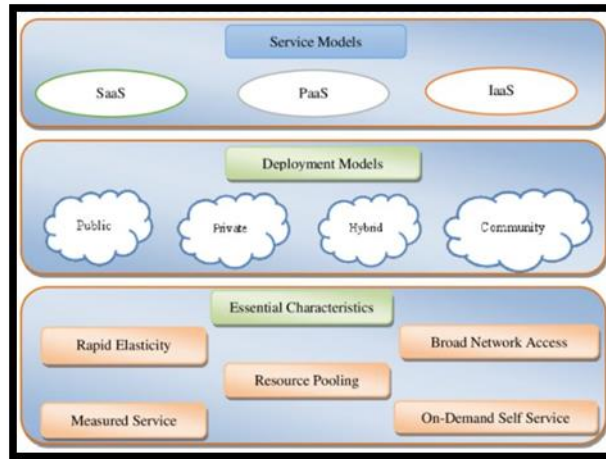 Service Models
SaaS
PaaS
IaaS
Deployment Models
Public
Private
Hybrid
Community
Essential Characteristics
Rapid Elasticity
Broad Network Access
Resource Pooling
Measured Service
On-Demand Self Service